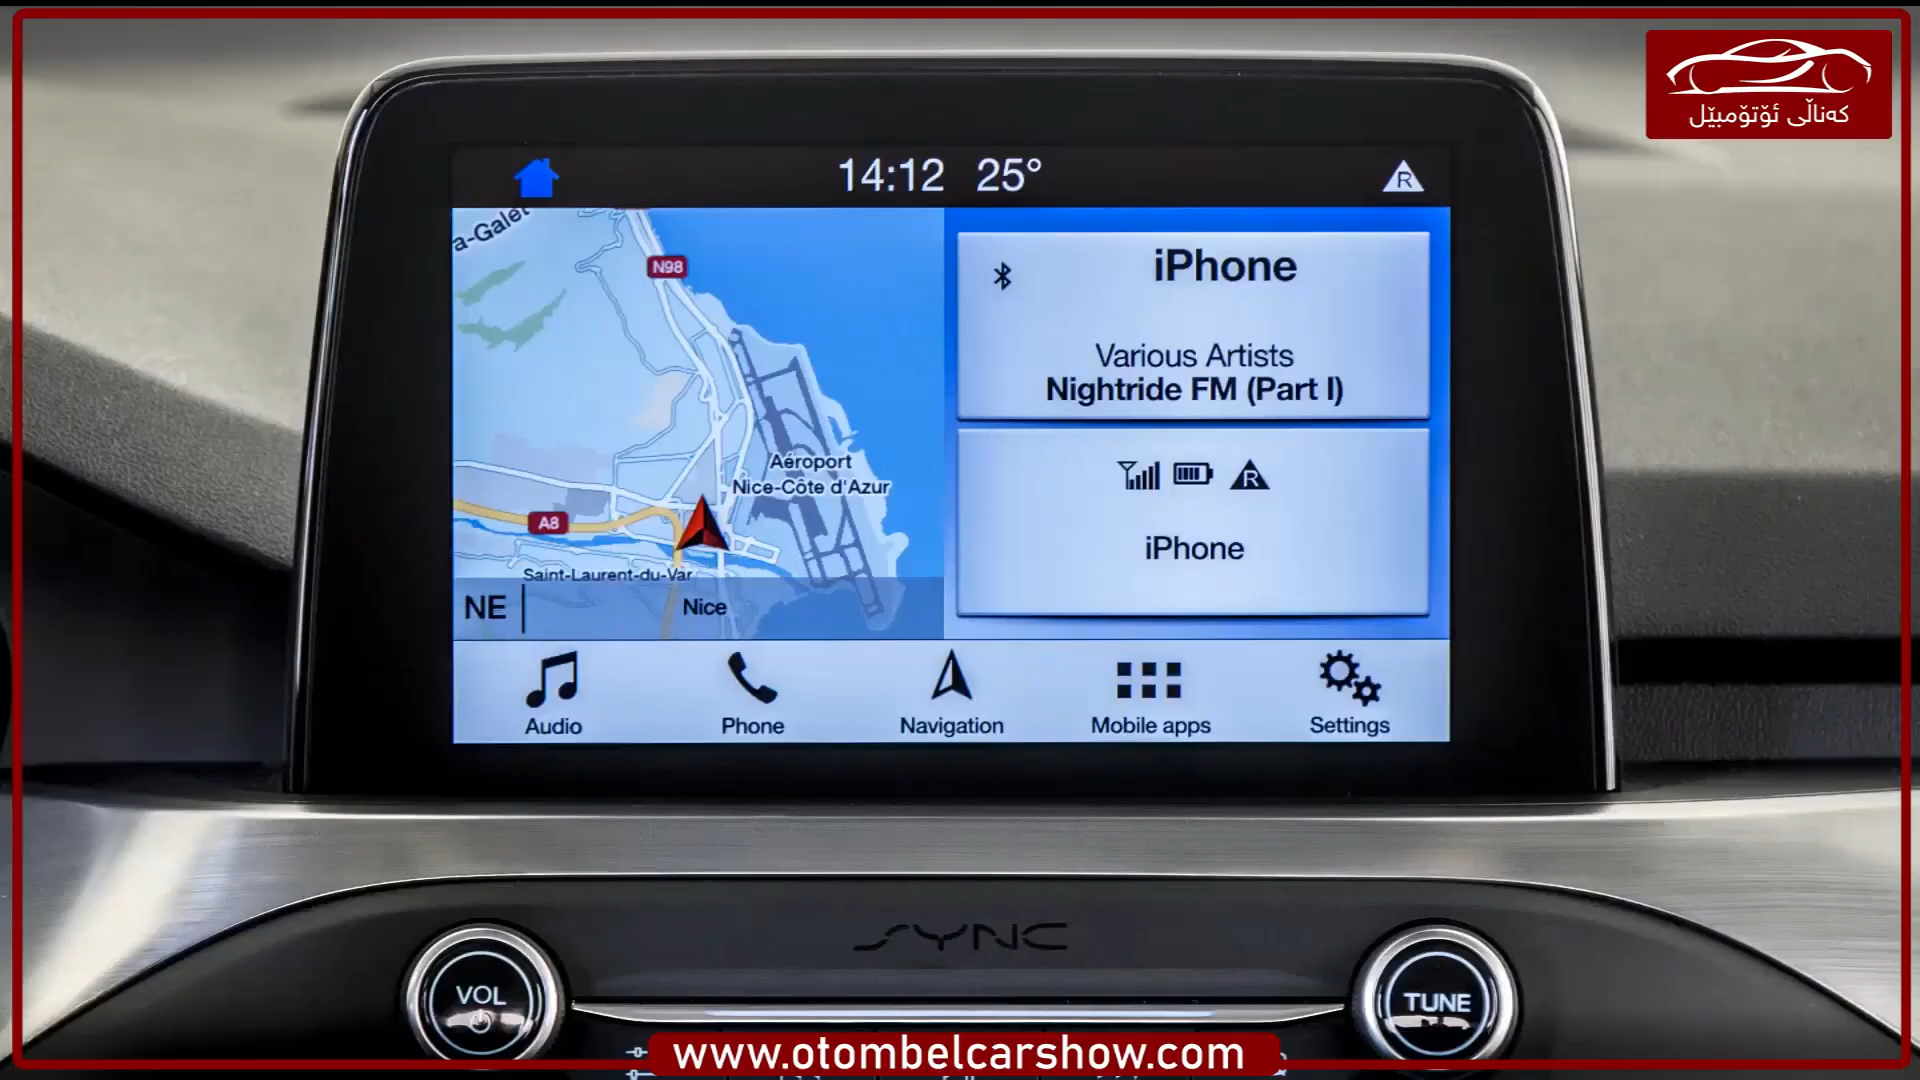 کەناڵی ئۆتۆمبێل
14:12 25°
R
a-Galet
N98
Aéroport
Nice-Côte d'Azur
A8
Saint-Laurent-du-Var
NE
Nice
iPhone
Various Artists
Nightride FM (Part I)
R
iPhone
Audio
Phone
Navigation
Mobile apps
Settings
SYNC
VOL
TUNE
www.otombelcarshow.com